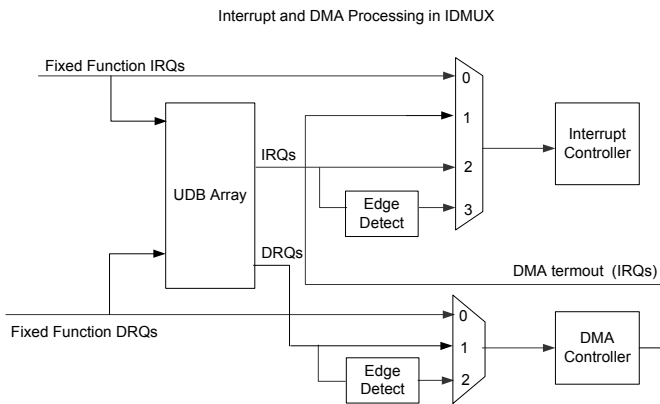 Interrupt and DMA Processing in IDMUX
Fixed Function IRQs
0
1
2
3
Interrupt
Controller
IRQs
UDB Array
Edge
Detect
DRQs
DMA termout (IRQs)
Fixed Function DRQs
0
1
2
DMA
Controller
Edge
Detect